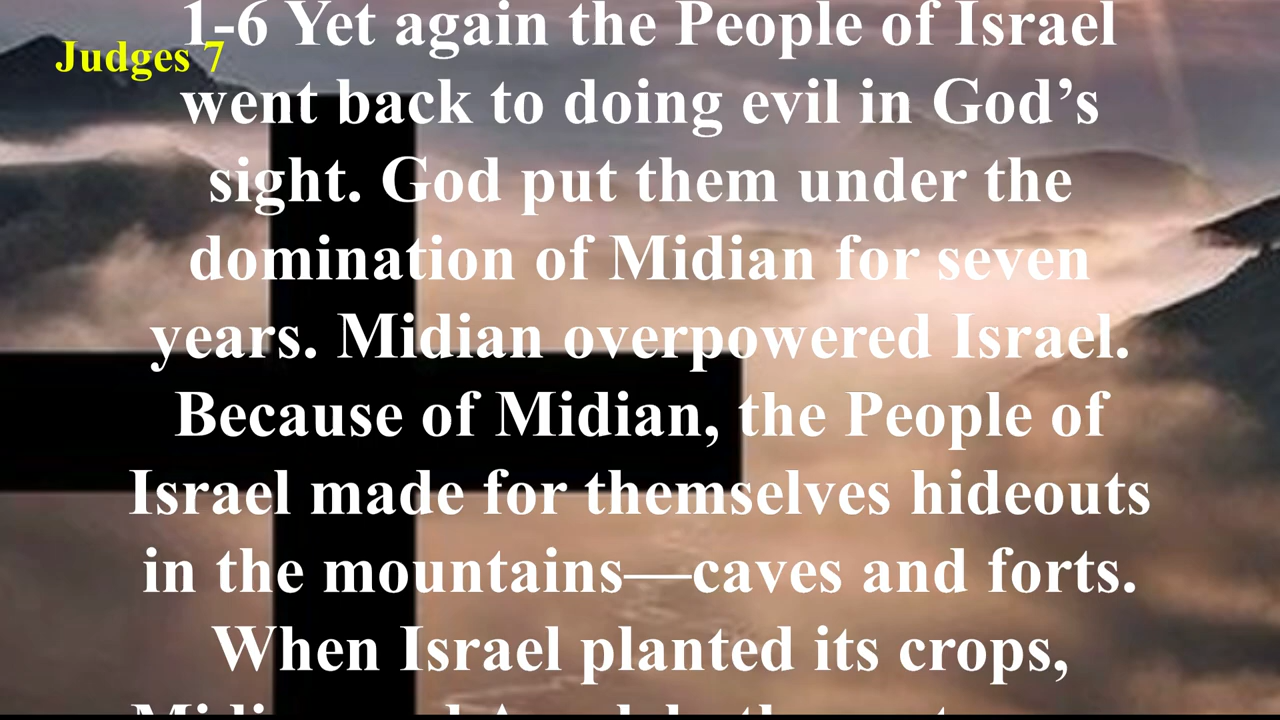 Judges 7
1-6 Yet again the People of Israel
went back to doing evil in God’s
sight. God put them under the
domination of Midian for seven
years. Midian overpowered Israel.
Because of Midian, the People of
Israel made for themselves hideouts
in the mountains—caves and forts.
When Israel planted its crops,